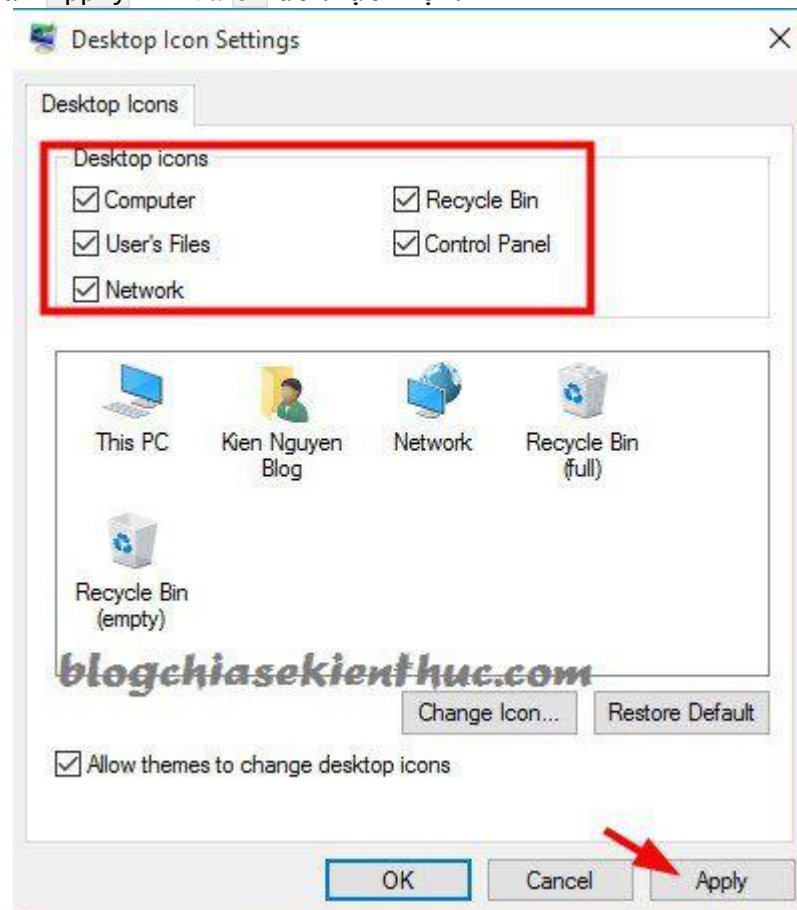 Desktop Icon Settings
Desktop Icons
Desktop icons
Computer Recycle Bin
User's Files Control Panel
Network
This PC Kien Nguyen Blog Network Recycle Bin (full)
Recycle Bin (empty)
blogchiasekienthuc.com
Change Icon... Restore Default
Allow themes to change desktop icons
OK Cancel Apply